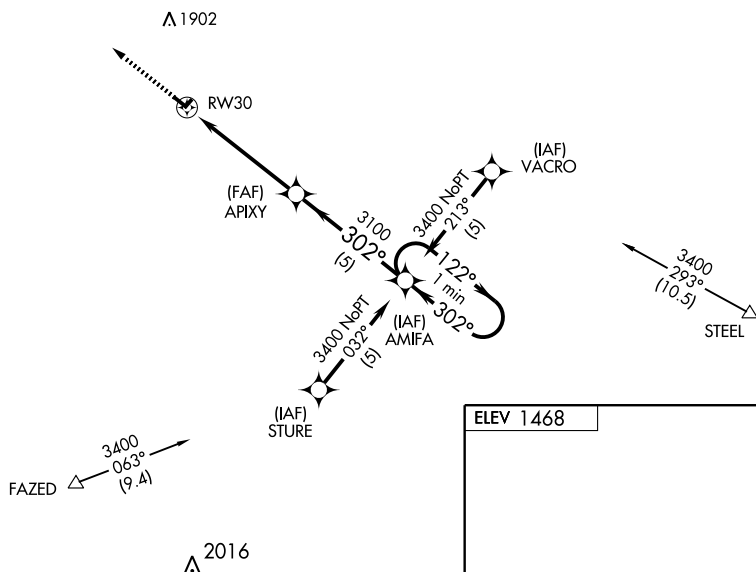 1902
RW30
(IAF)
VACRO
(FAF)
APIXY
3400 NoPT
213°
(5)
3100
302°
(5)
122°
1 min
302°
3400
293°
(10.5)
STEEL
(IAF)
AMIFA
3400 NoPT
032°
(5)
(IAF)
STURE
ELEV 1468
3400
063°
(9.4)
FAZED
2016